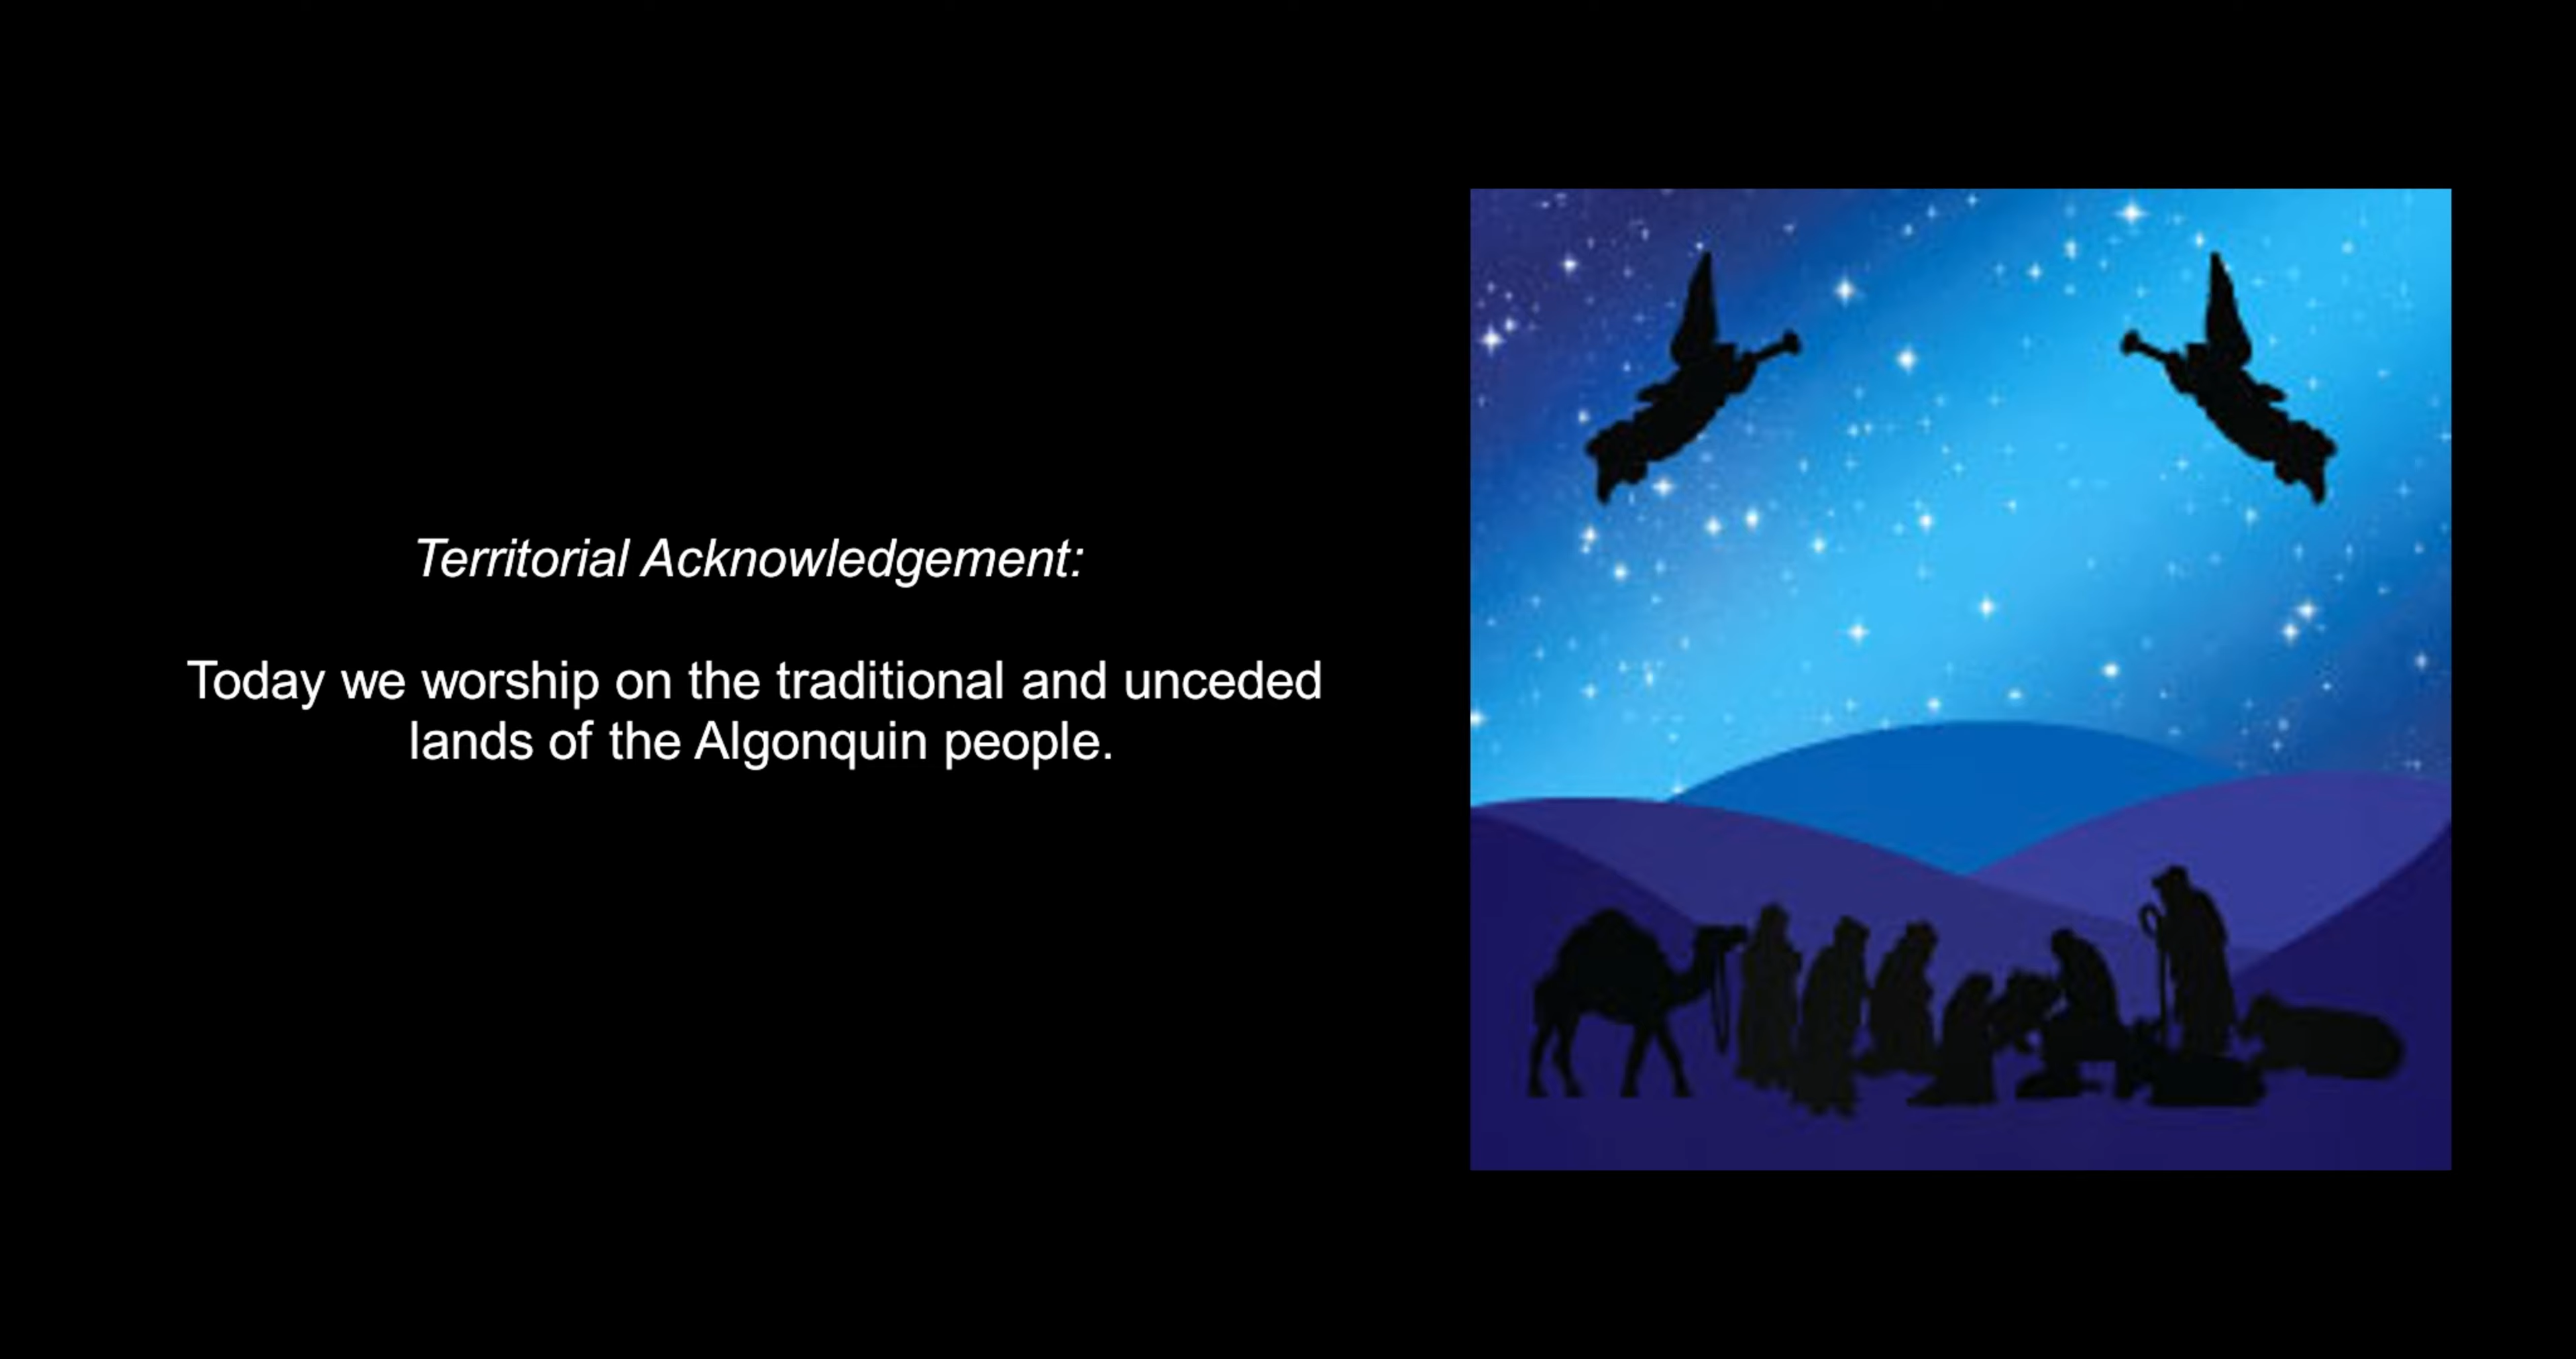 Territorial Acknowledgement:
Today we worship on the traditional and unceded
lands of the Algonquin people.